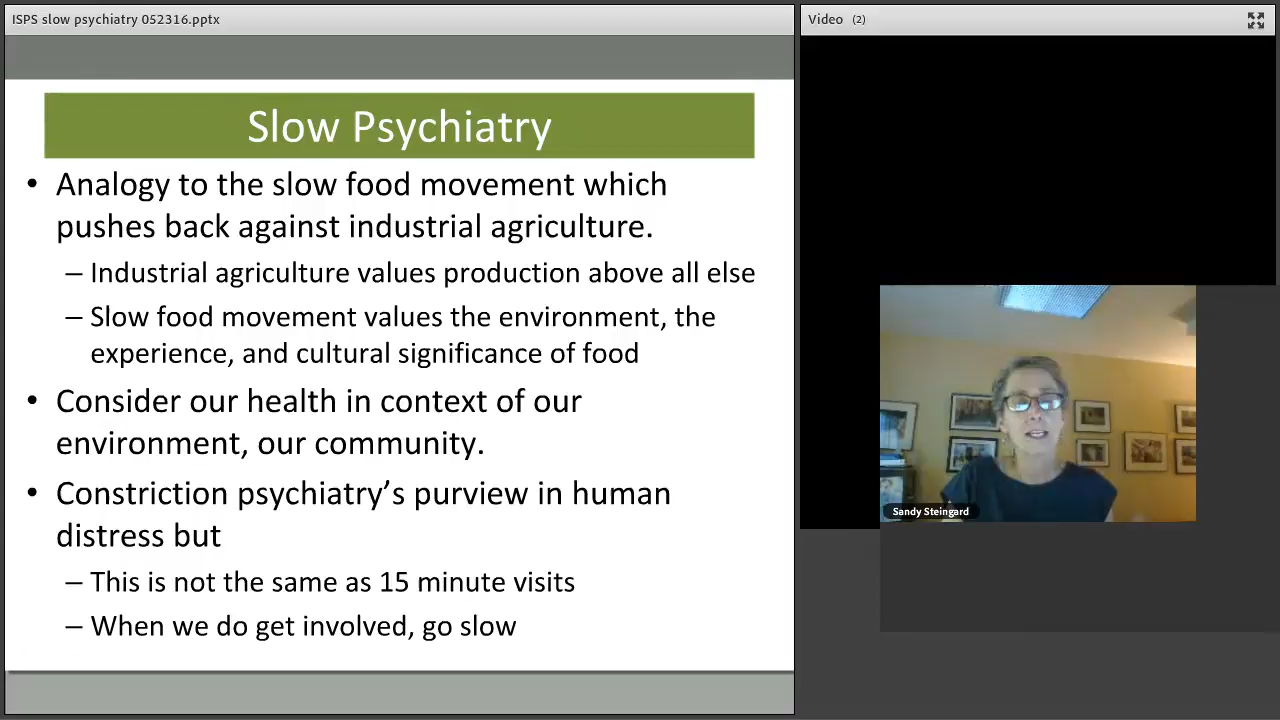 ISPS slow psychiatry 052316.pptx
Video (2)
Slow Psychiatry
• Analogy to the slow food movement which
pushes back against industrial agriculture.
– Industrial agriculture values production above all else
– Slow food movement values the environment, the
experience, and cultural significance of food
• Consider our health in context of our
environment, our community.
• Constriction psychiatry’s purview in human
distress but
– This is not the same as 15 minute visits
– When we do get involved, go slow
Sandy Steingard